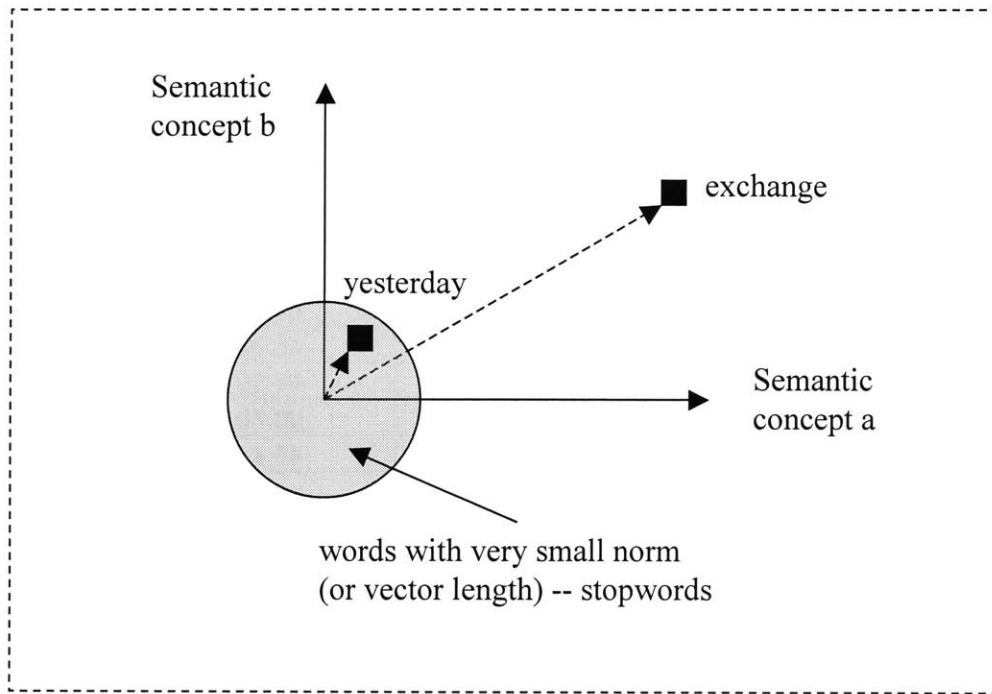 Semantic
concept b
exchange
yesterday
Semantic
concept a
words with very small norm
(or vector length) -- stopwords